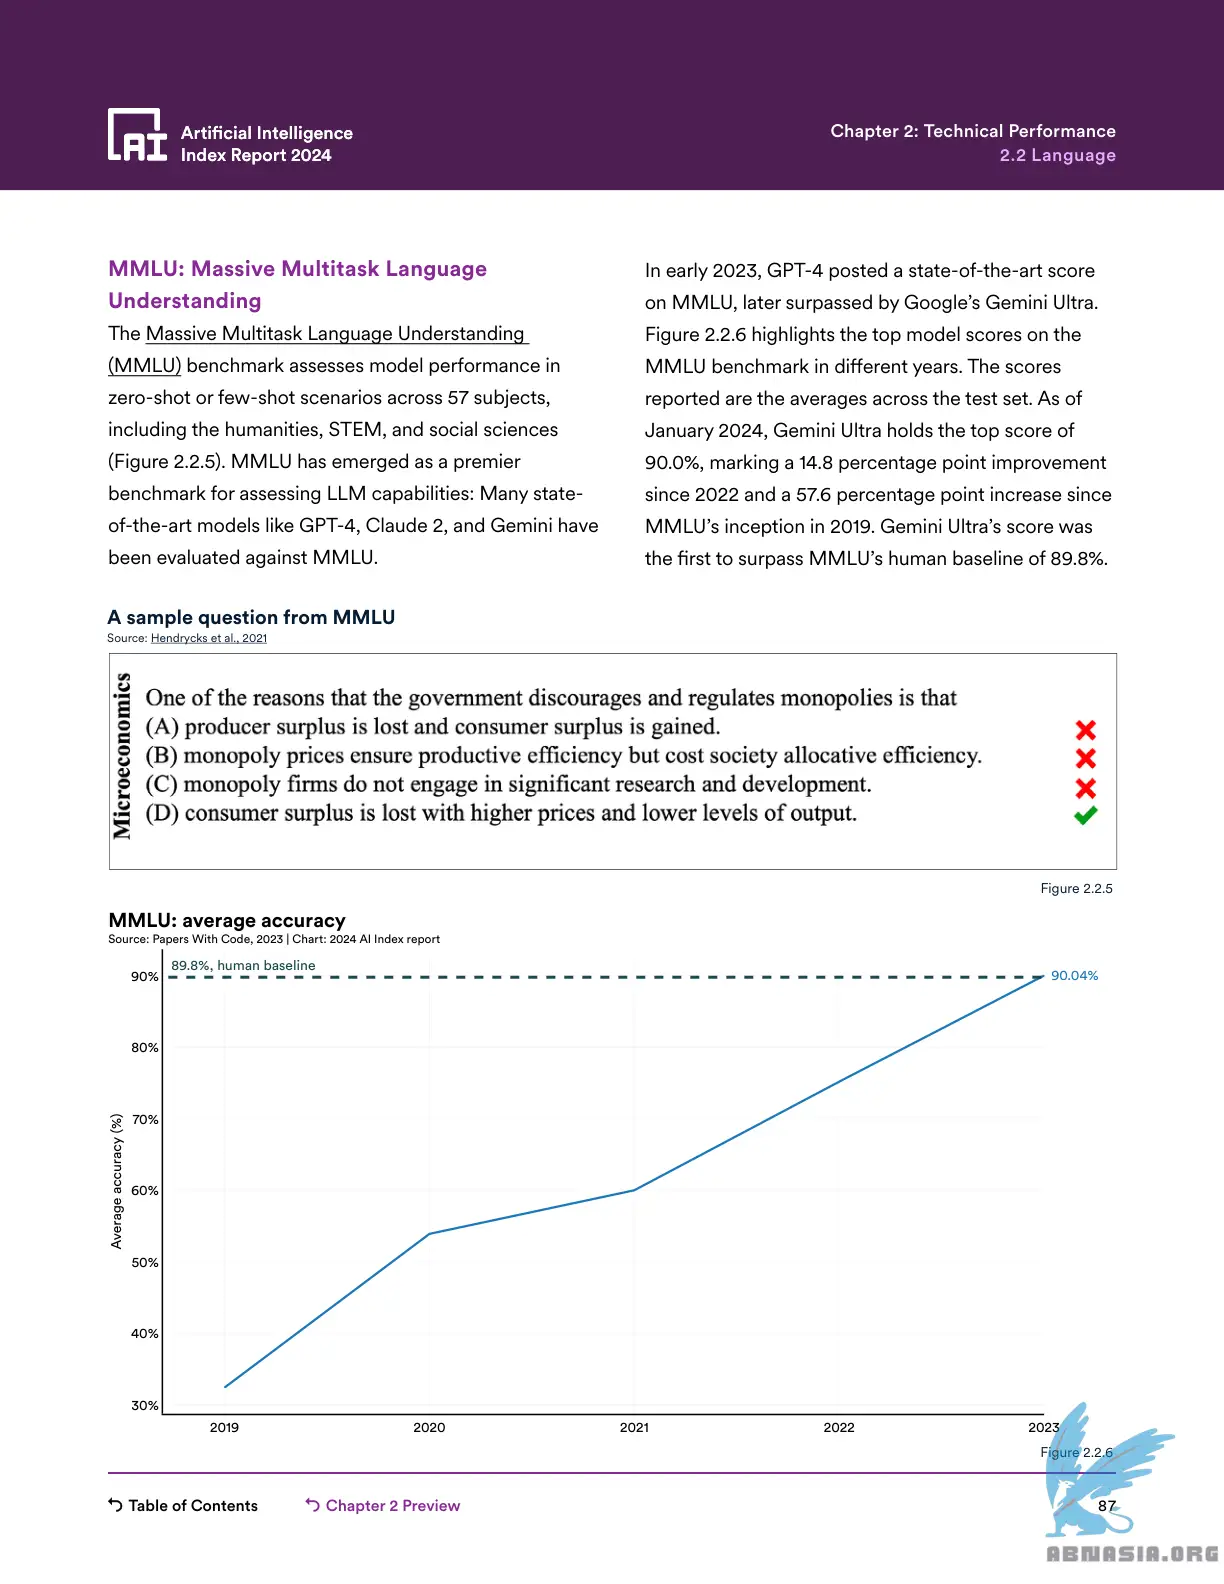 AI
Artificial Intelligence
Index Report 2024
Chapter 2: Technical Performance
2.2 Language
MMLU: Massive Multitask Language
Understanding
The Massive Multitask Language Understanding
(MMLU) benchmark assesses model performance in
zero-shot or few-shot scenarios across 57 subjects,
including the humanities, STEM, and social sciences
(Figure 2.2.5). MMLU has emerged as a premier
benchmark for assessing LLM capabilities: Many state-
of-the-art models like GPT-4, Claude 2, and Gemini have
been evaluated against MMLU.
In early 2023, GPT-4 posted a state-of-the-art score
on MMLU, later surpassed by Google’s Gemini Ultra.
Figure 2.2.6 highlights the top model scores on the
MMLU benchmark in different years. The scores
reported are the averages across the test set. As of
January 2024, Gemini Ultra holds the top score of
90.0%, marking a 14.8 percentage point improvement
since 2022 and a 57.6 percentage point increase since
MMLU’s inception in 2019. Gemini Ultra’s score was
the first to surpass MMLU’s human baseline of 89.8%.
A sample question from MMLU
Source: Hendrycks et al., 2021
Microeconomics
One of the reasons that the government discourages and regulates monopolies is that
(A) producer surplus is lost and consumer surplus is gained.
(B) monopoly prices ensure productive efficiency but cost society allocative efficiency.
(C) monopoly firms do not engage in significant research and development.
(D) consumer surplus is lost with higher prices and lower levels of output.
Figure 2.2.5
MMLU: average accuracy
Source: Papers With Code, 2023 | Chart: 2024 AI Index report
89.8%, human baseline
90.04%
90%
80%
70%
60%
50%
40%
30%
Average accuracy (%)
2019
2020
2021
2022
2023
Figure 2.2.6
Table of Contents
Chapter 2 Preview
87
ABNASIA.ORG